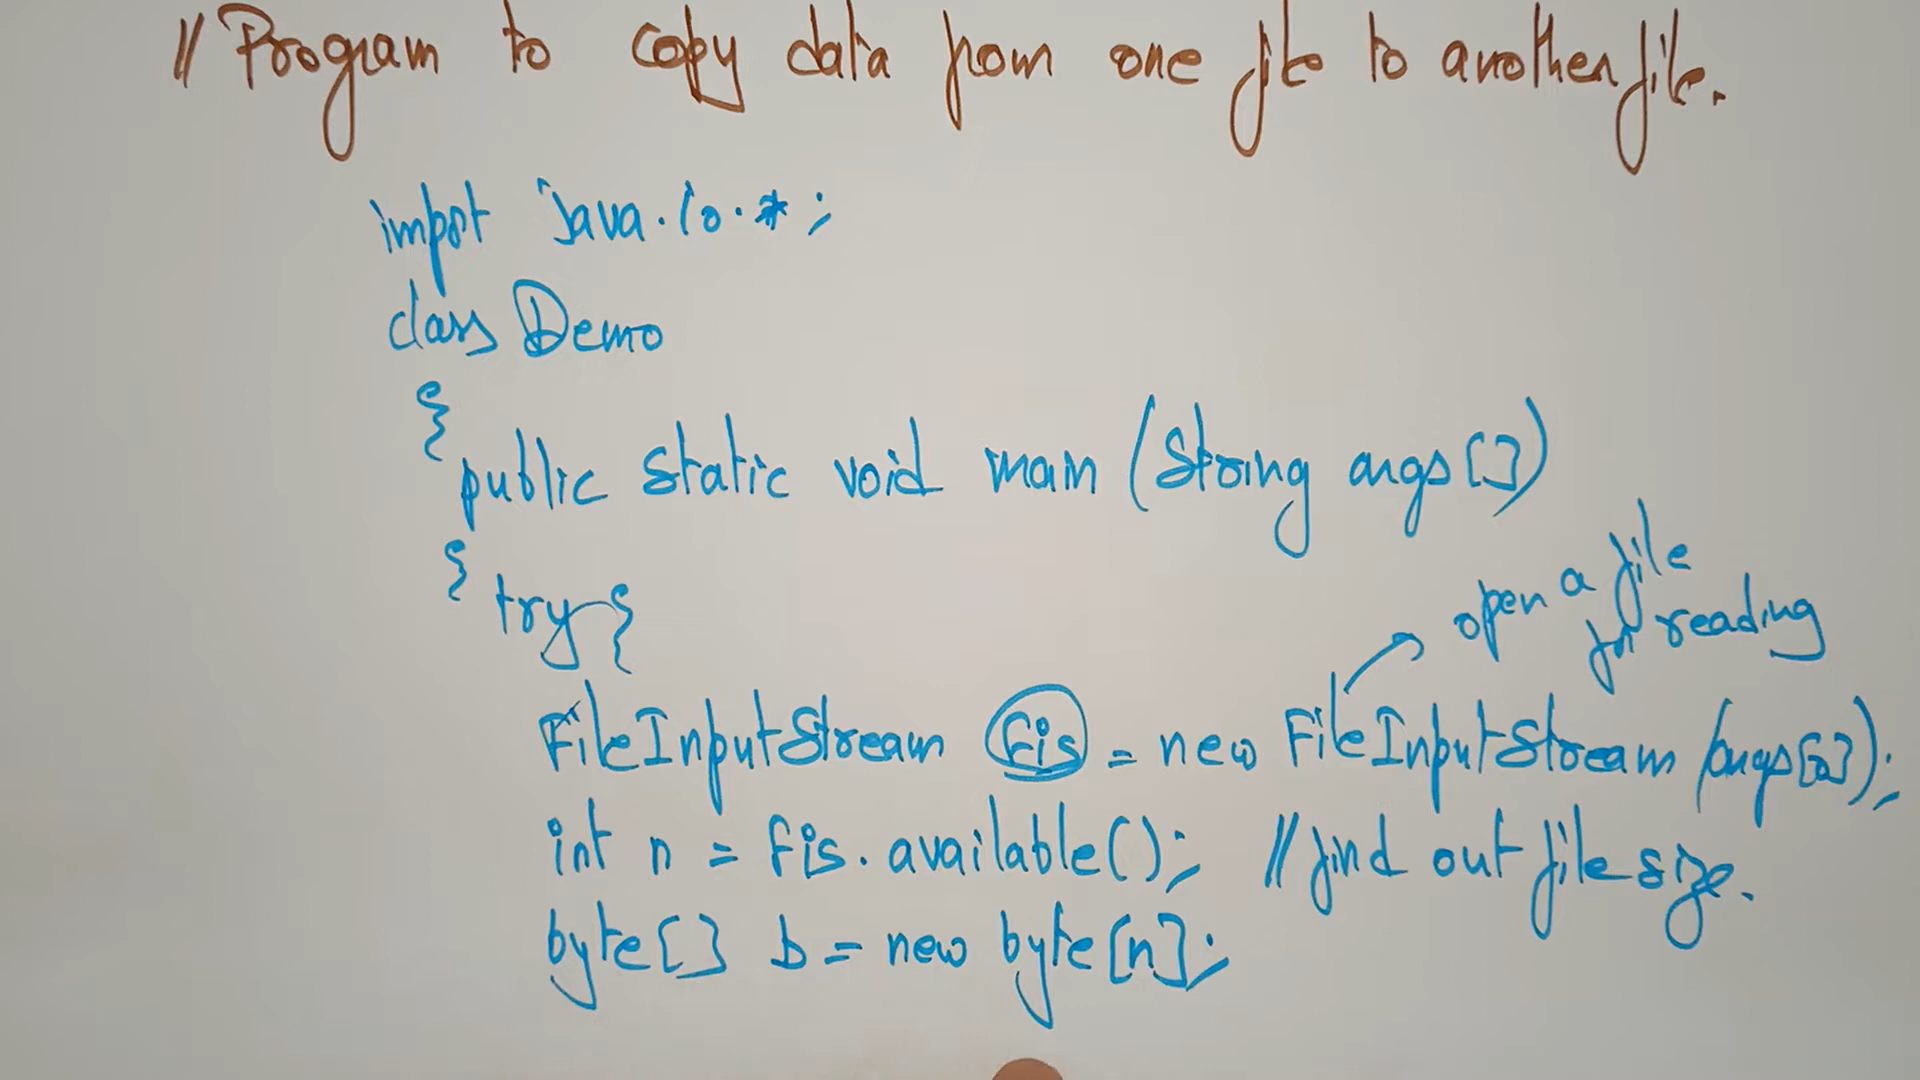 // Program to copy data from one file to another file.
import java.io.*;
class Demo
{
public static void main (String args[])
{ try{
open a file
for reading
FileInputStream fis = new FileInputStream (args[0]);
int n = fis.available(); // find out file size.
byte[] b = new byte[n];